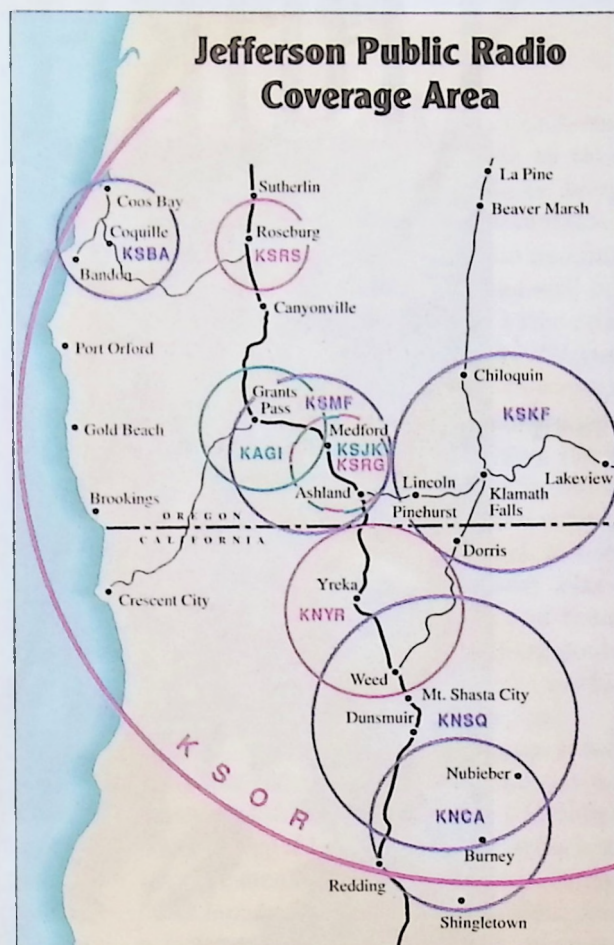 Jefferson Public Radio
Coverage Area
La Pine
Sutherlin
Coos Bay
Beaver Marsh
Coquille
Roseburg
KSBA
KSRS
Bandon
Canyonville
Port Orford
Chiloquin
Grants
Pass
KSMF
KSKF
Gold Beach
Medford
KAGI
KSJK
KSRG
Lakeview
Lincoln
Ashland
Klamath
Falls
Brookings
Pinehurst
OREGON
CALIFORNIA
Dorris
Yreka
Crescent City
KNYR
Weed
Mt. Shasta City
Dunsmuir
KNSQ
KSOR
Nubieber
KNCA
Burney
Redding
Shingletown